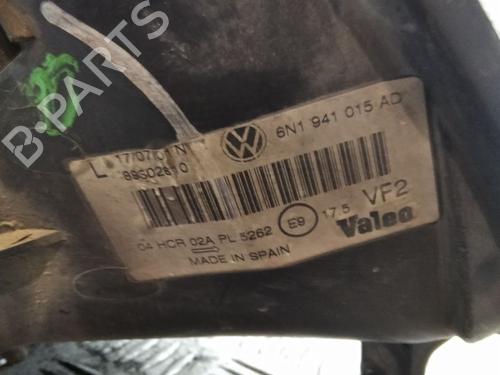 L 17/07/01 N
6N1 941 015 AD
89302610
VF2
04 HCR 02A PL 5262 E9 17.5 Valeo
MADE IN SPAIN
B-PARTS